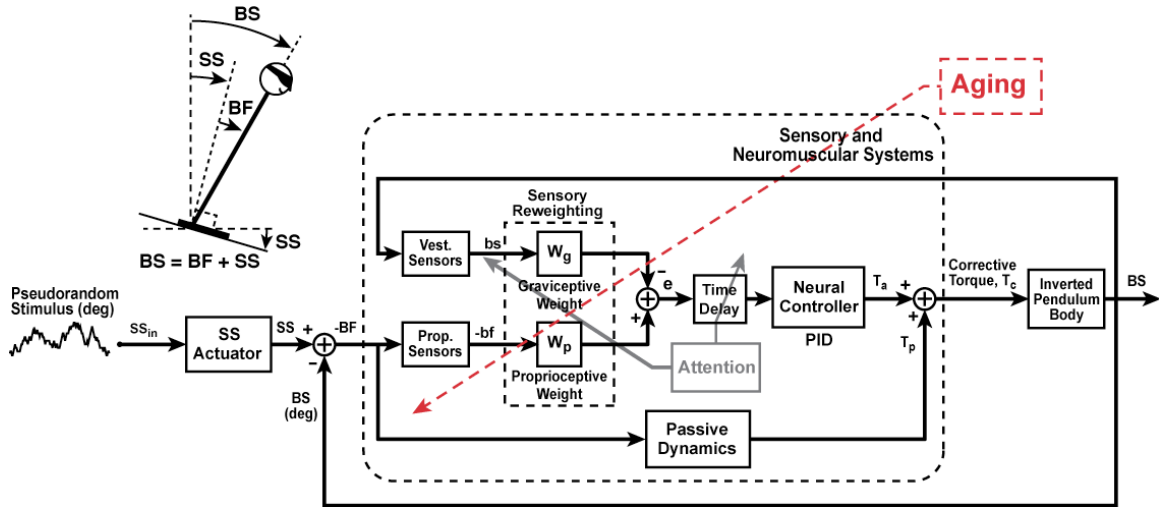 BS
SS
BF
SS
BS = BF + SS
Aging
Sensory and
Neuromuscular Systems
Sensory
Reweighting
Vest.
Sensors
bs
Wg
Graviceptive
Weight
−
e
+
Time
Delay
Neural
Controller
PID
Ta
+
+
Tp
Corrective
Torque, Tc
Inverted
Pendulum
Body
BS
Pseudorandom
Stimulus (deg)
SSin
SS
Actuator
SS
+
−
-BF
BS
(deg)
Prop.
Sensors
-bf
Wp
Proprioceptive
Weight
Attention
Passive
Dynamics